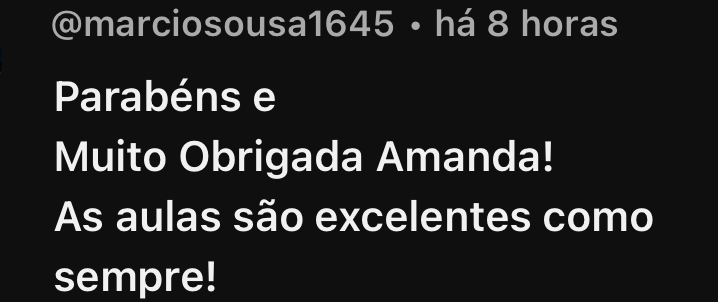 @marciosousa1645 • há 8 horas
Parabéns e
Muito Obrigada Amanda!
As aulas são excelentes como
sempre!